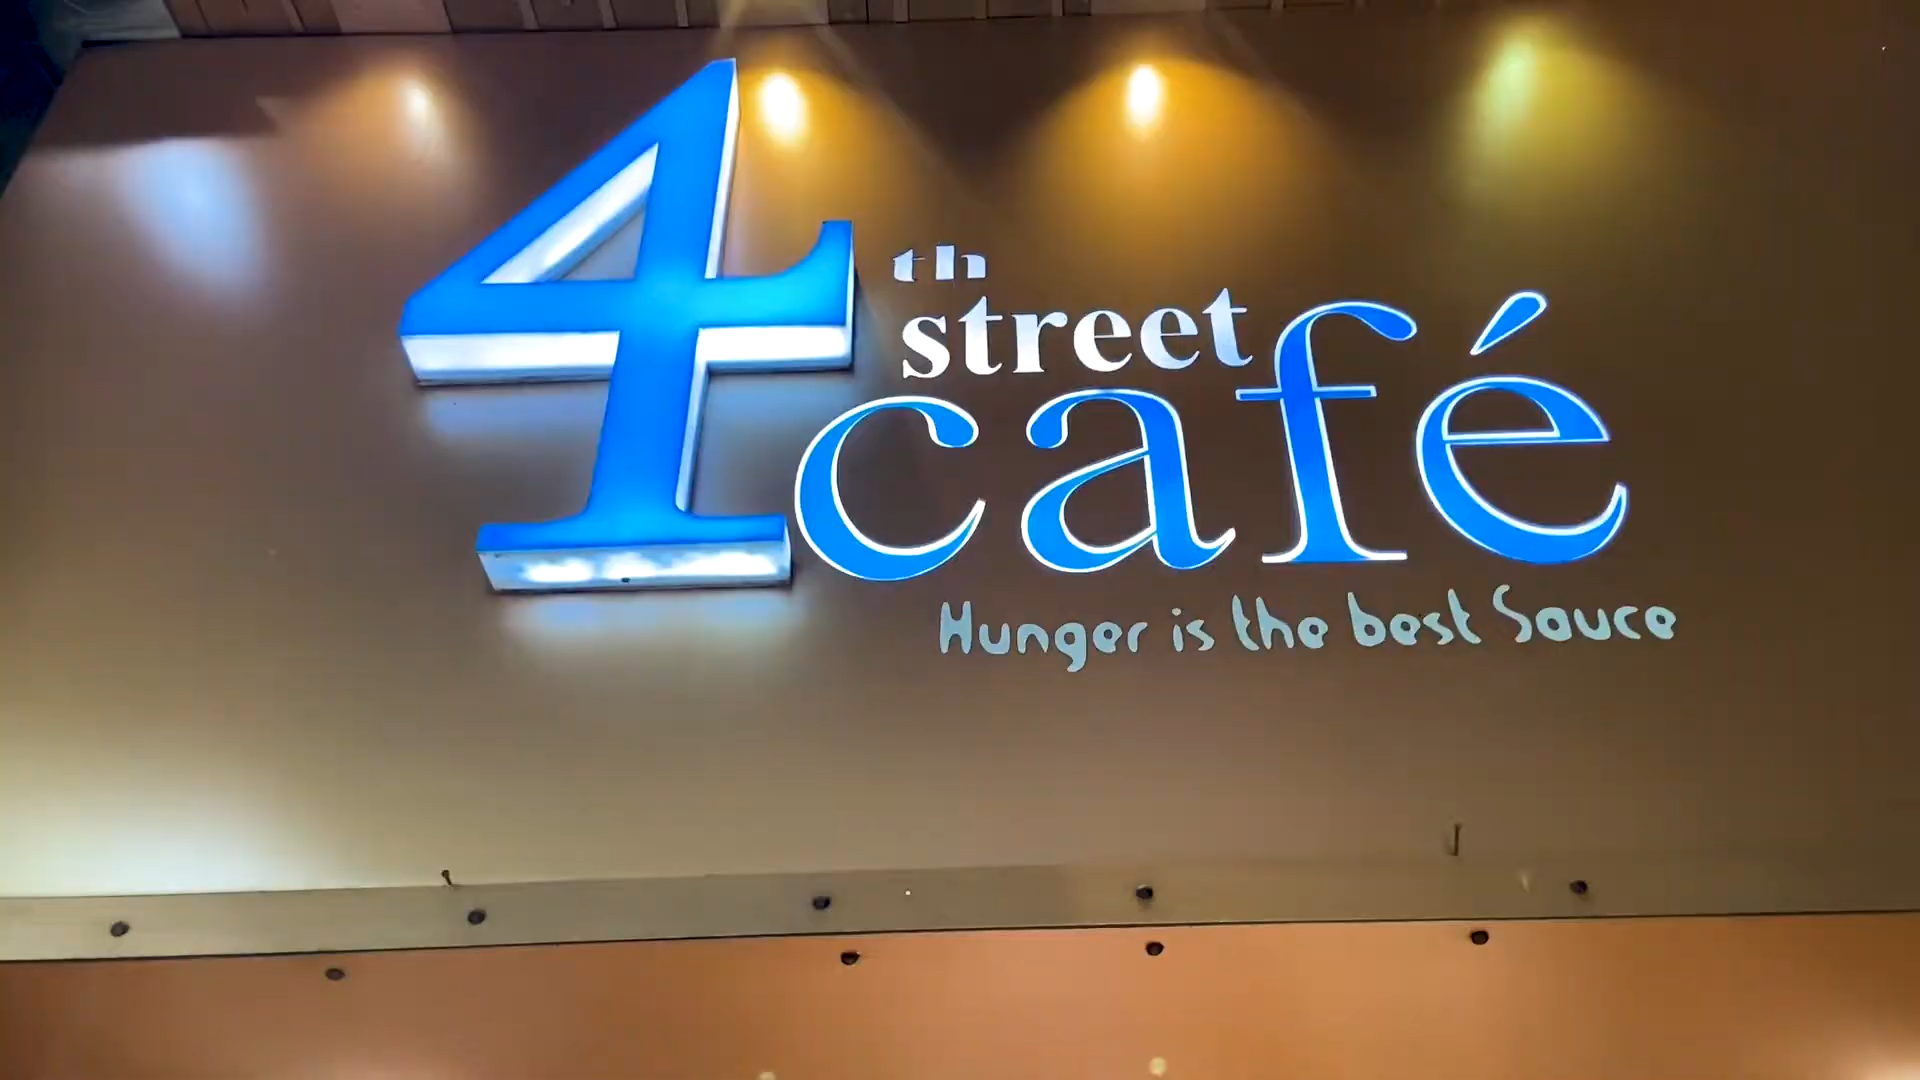 4th
street
café
Hunger is the best Sauce